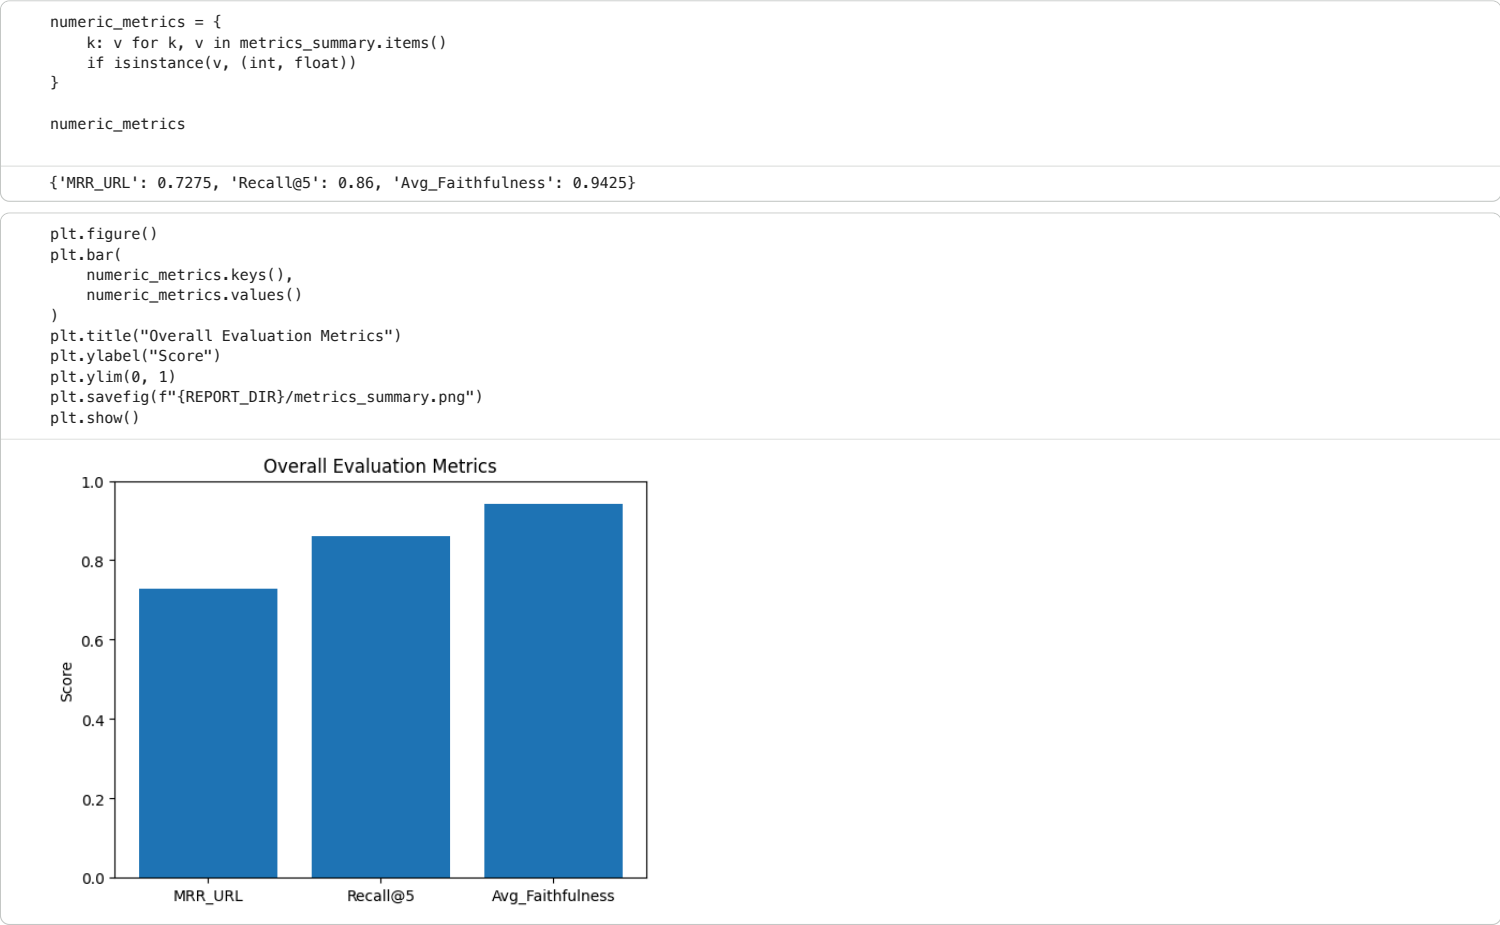 numeric_metrics = {
    k: v for k, v in metrics_summary.items()
    if isinstance(v, (int, float))
}

numeric_metrics

{'MRR_URL': 0.7275, 'Recall@5': 0.86, 'Avg_Faithfulness': 0.9425}

plt.figure()
plt.bar(
    numeric_metrics.keys(),
    numeric_metrics.values()
)
plt.title("Overall Evaluation Metrics")
plt.ylabel("Score")
plt.ylim(0, 1)
plt.savefig(f"{REPORT_DIR}/metrics_summary.png")
plt.show()

Overall Evaluation Metrics
1.0
0.8
0.6
Score
0.4
0.2
0.0
MRR_URL Recall@5 Avg_Faithfulness